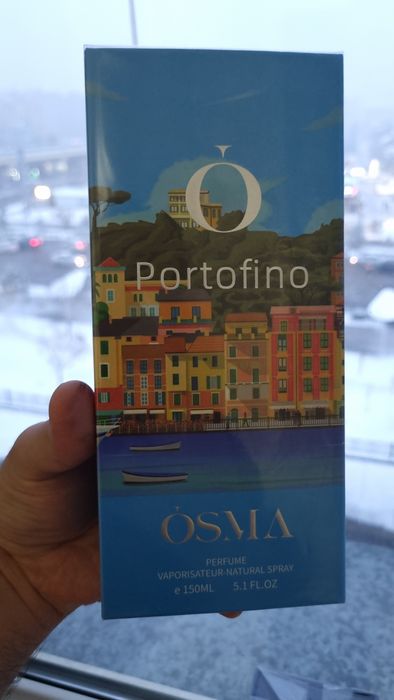 Ó
Portofino
ÓSMA
PERFUME
VAPORISATEUR-NATURAL SPRAY
e 150ML 5.1 FL.OZ